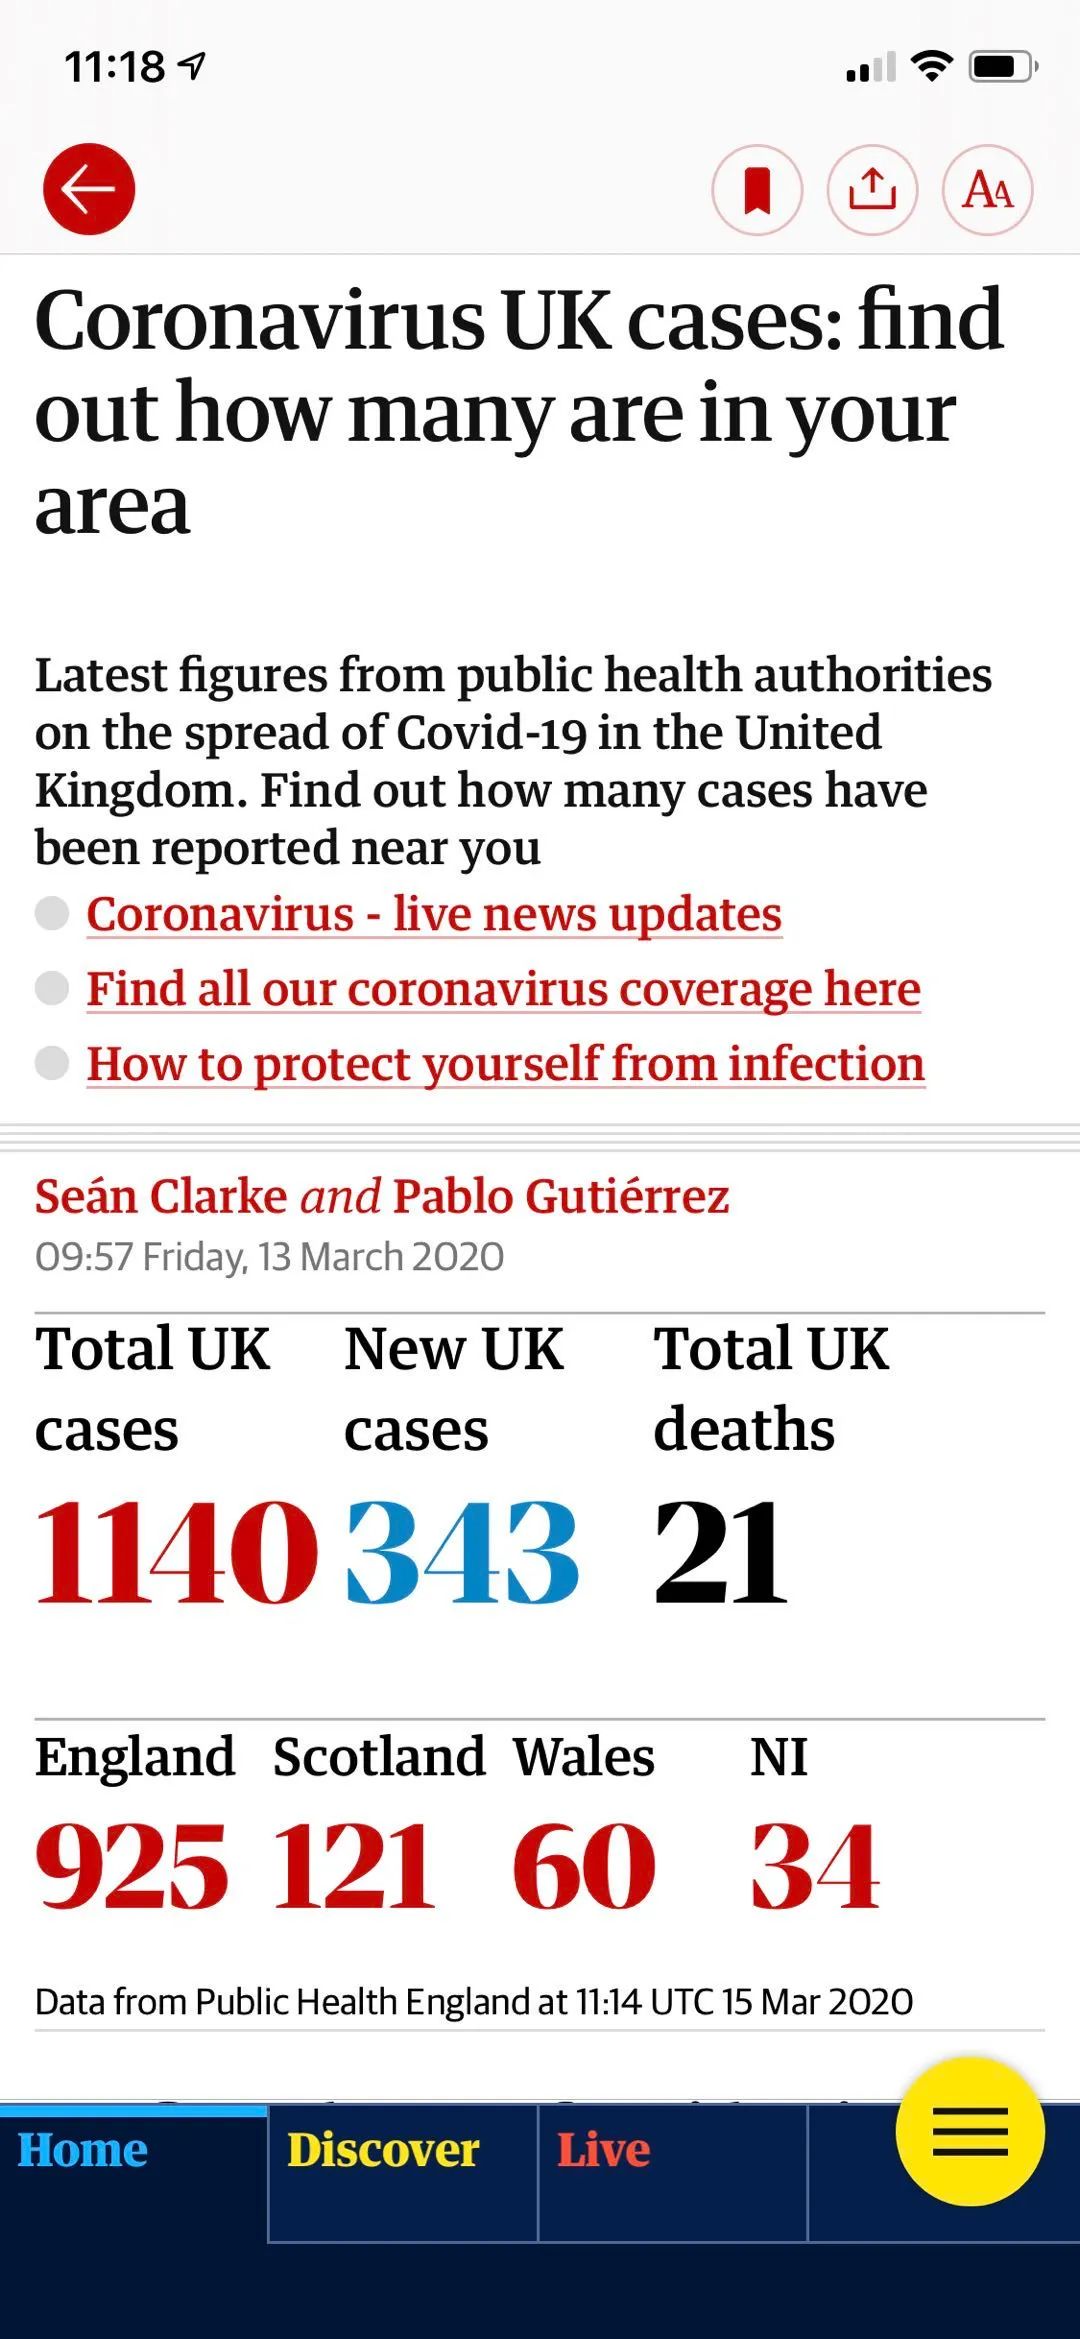 11:18
AA
Coronavirus UK cases: find
out how many are in your
area
Latest figures from public health authorities
on the spread of Covid-19 in the United
Kingdom. Find out how many cases have
been reported near you
Coronavirus - live news updates
Find all our coronavirus coverage here
How to protect yourself from infection
Seán Clarke and Pablo Gutiérrez
09:57 Friday, 13 March 2020
Total UK cases
New UK cases
Total UK deaths
1140 343 21
England Scotland Wales NI
925 121 60 34
Data from Public Health England at 11:14 UTC 15 Mar 2020
Home Discover Live